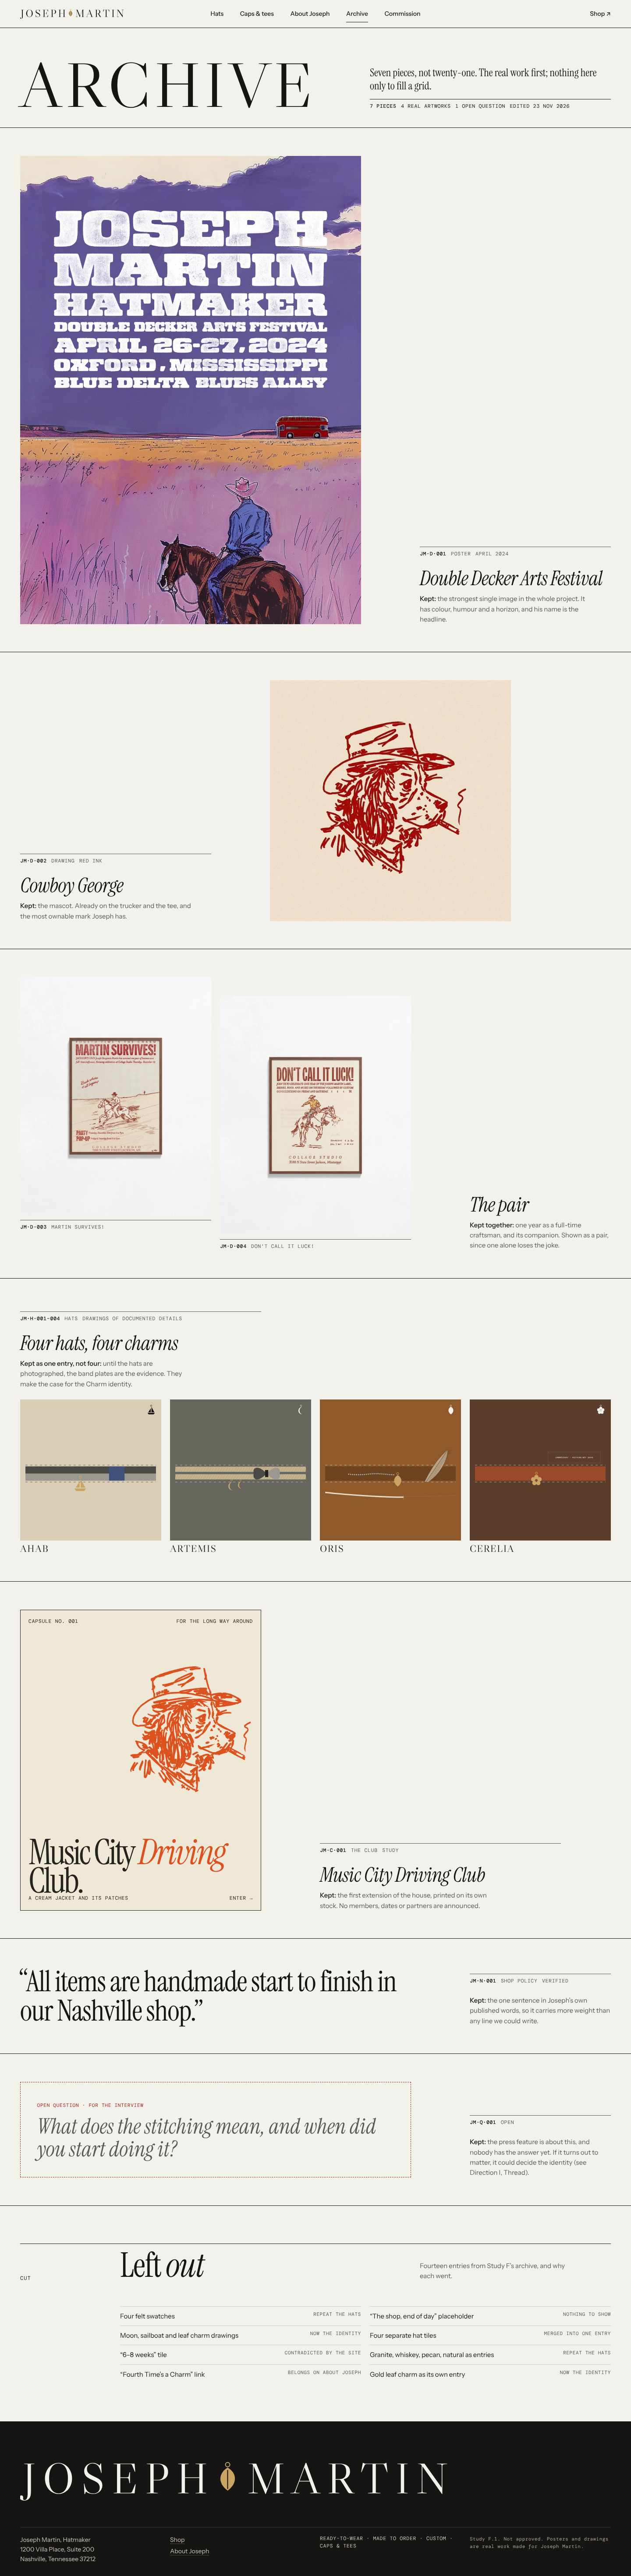 JOSEPH MARTIN
Hats
Caps & tees
About Joseph
Archive
Commission
Shop ↗
ARCHIVE
Seven pieces, not twenty-one. The real work first; nothing here
only to fill a grid.
7 PIECES 4 REAL ARTWORKS 1 OPEN QUESTION EDITED 23 NOV 2026
JOSEPH
MARTIN
HATMAKER
DOUBLE DECKER ARTS FESTIVAL
APRIL 26-27, 2024
OXFORD, MISSISSIPPI
BLUE DELTA BLUES ALLEY
JM-D-001 POSTER APRIL 2024
Double Decker Arts Festival
Kept: the strongest single image in the whole project. It
has colour, humour and a horizon, and his name is the
headline.
JM-D-002 DRAWING RED INK
Cowboy George
Kept: the mascot. Already on the trucker and the tee, and
the most ownable mark Joseph has.
MARTIN SURVIVES!
PARTY
POP-UP
COLLAGE STUDIO
DON'T CALL IT LUCK!
COLLAGE STUDIO
JM-D-003 MARTIN SURVIVES!
JM-D-004 DON'T CALL IT LUCK!
The pair
Kept together: one year as a full-time
craftsman, and its companion. Shown as a pair,
since one alone loses the joke.
JM-H-001–004 HATS DRAWINGS OF DOCUMENTED DETAILS
Four hats, four charms
Kept as one entry, not four: until the hats are
photographed, the band plates are the evidence. They
make the case for the Charm identity.
AHAB
ARTEMIS
ORIS
CERELIA
CAPSULE NO. 001
FOR THE LONG WAY AROUND
Music City Driving
Club.
A CREAM JACKET AND ITS PATCHES
ENTER →
JM-C-001 THE CLUB STUDY
Music City Driving Club
Kept: the first extension of the house, printed on its own
stock. No members, dates or partners are announced.
“All items are handmade start to finish in
our Nashville shop.”
JM-N-001 SHOP POLICY VERIFIED
Kept: the one sentence in Joseph's own
published words, so it carries more weight than
any line we could write.
OPEN QUESTION · FOR THE INTERVIEW
What does the stitching mean, and when did
you start doing it?
JM-Q-001 OPEN
Kept: the press feature is about this, and
nobody has the answer yet. If it turns out to
matter, it could decide the identity (see
Direction I, Thread).
CUT
Left out
Fourteen entries from Study F's archive, and why
each went.
Four felt swatches
REPEAT THE HATS
“The shop, end of day” placeholder
NOTHING TO SHOW
Moon, sailboat and leaf charm drawings
NOW THE IDENTITY
Four separate hat tiles
MERGED INTO ONE ENTRY
“6–8 weeks” tile
CONTRADICTED BY THE SITE
Granite, whiskey, pecan, natural as entries
REPEAT THE HATS
“Fourth Time's a Charm” link
BELONGS ON ABOUT JOSEPH
Gold leaf charm as its own entry
NOW THE IDENTITY
JOSEPH MARTIN
Joseph Martin, Hatmaker
1200 Villa Place, Suite 200
Nashville, Tennessee 37212
Shop
About Joseph
READY-TO-WEAR · MADE TO ORDER · CUSTOM ·
CAPS & TEES
Study F.1. Not approved. Posters and drawings
are real work made for Joseph Martin.